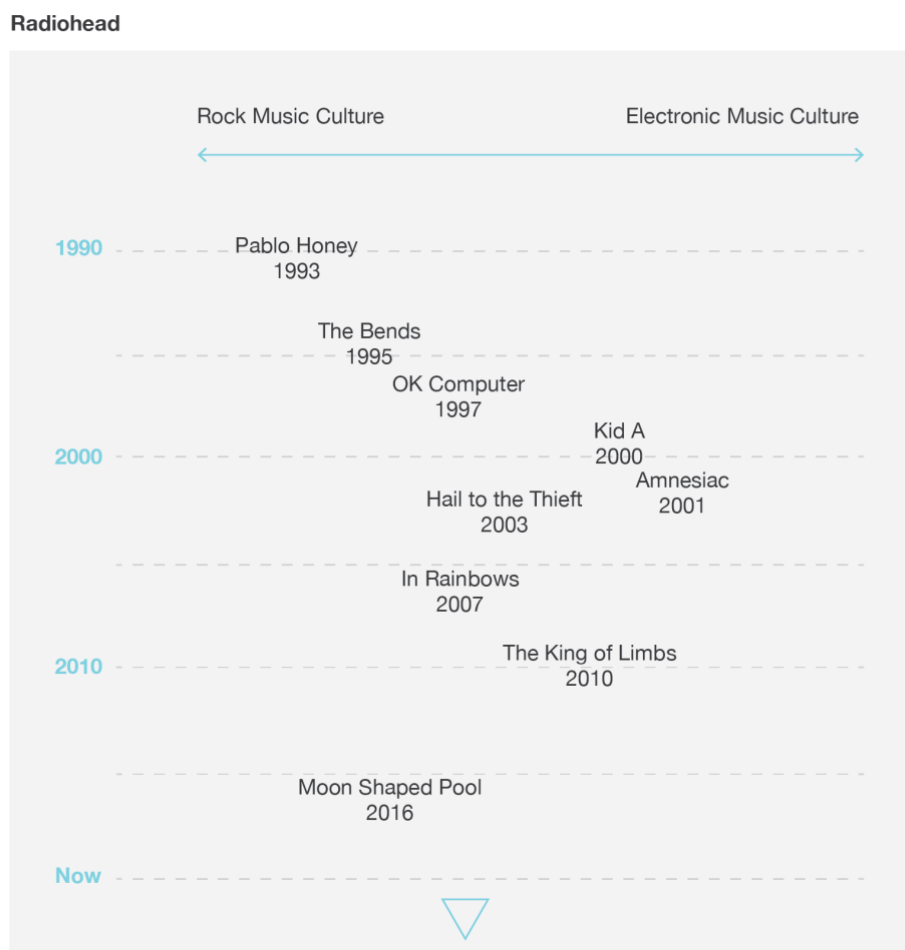 Radiohead
Rock Music Culture
Electronic Music Culture
1990
Pablo Honey
1993
The Bends
1995
OK Computer
1997
Kid A
2000
2000
Amnesiac
2001
Hail to the Thieft
2003
In Rainbows
2007
The King of Limbs
2010
2010
Moon Shaped Pool
2016
Now